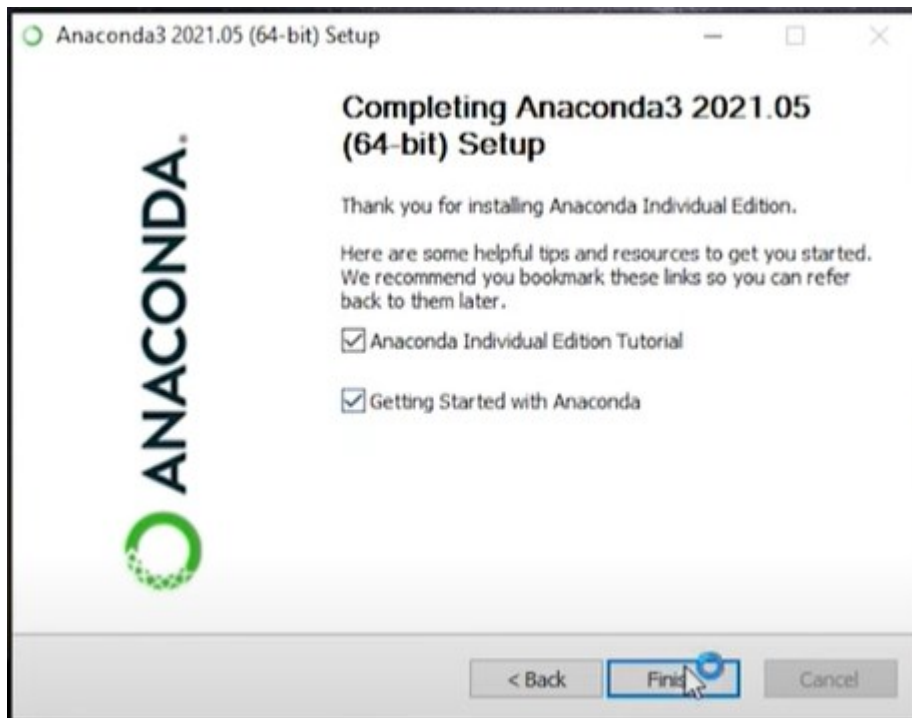 Anaconda3 2021.05 (64-bit) Setup
ANACONDA.
Completing Anaconda3 2021.05
(64-bit) Setup
Thank you for installing Anaconda Individual Edition.
Here are some helpful tips and resources to get you started.
We recommend you bookmark these links so you can refer
back to them later.
Anaconda Individual Edition Tutorial
Getting Started with Anaconda
< Back
Finis
Cancel